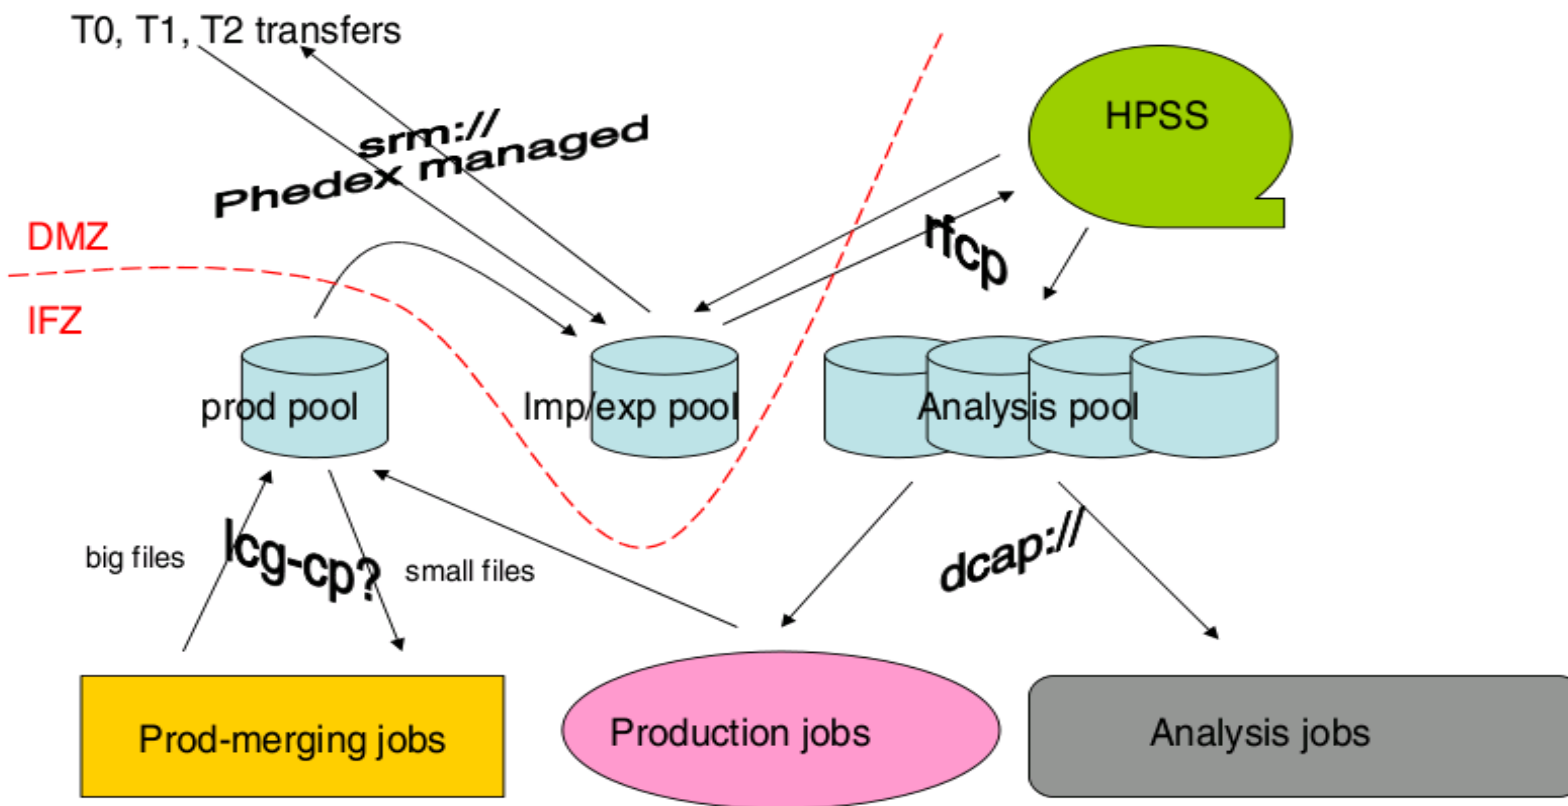 T0, T1, T2 transfers
srm://
Phedex managed
HPSS
DMZ
rfcp
IFZ
prod pool
Imp/exp pool
Analysis pool
big files
lcg-cp?
small files
dcap://
Prod-merging jobs
Production jobs
Analysis jobs